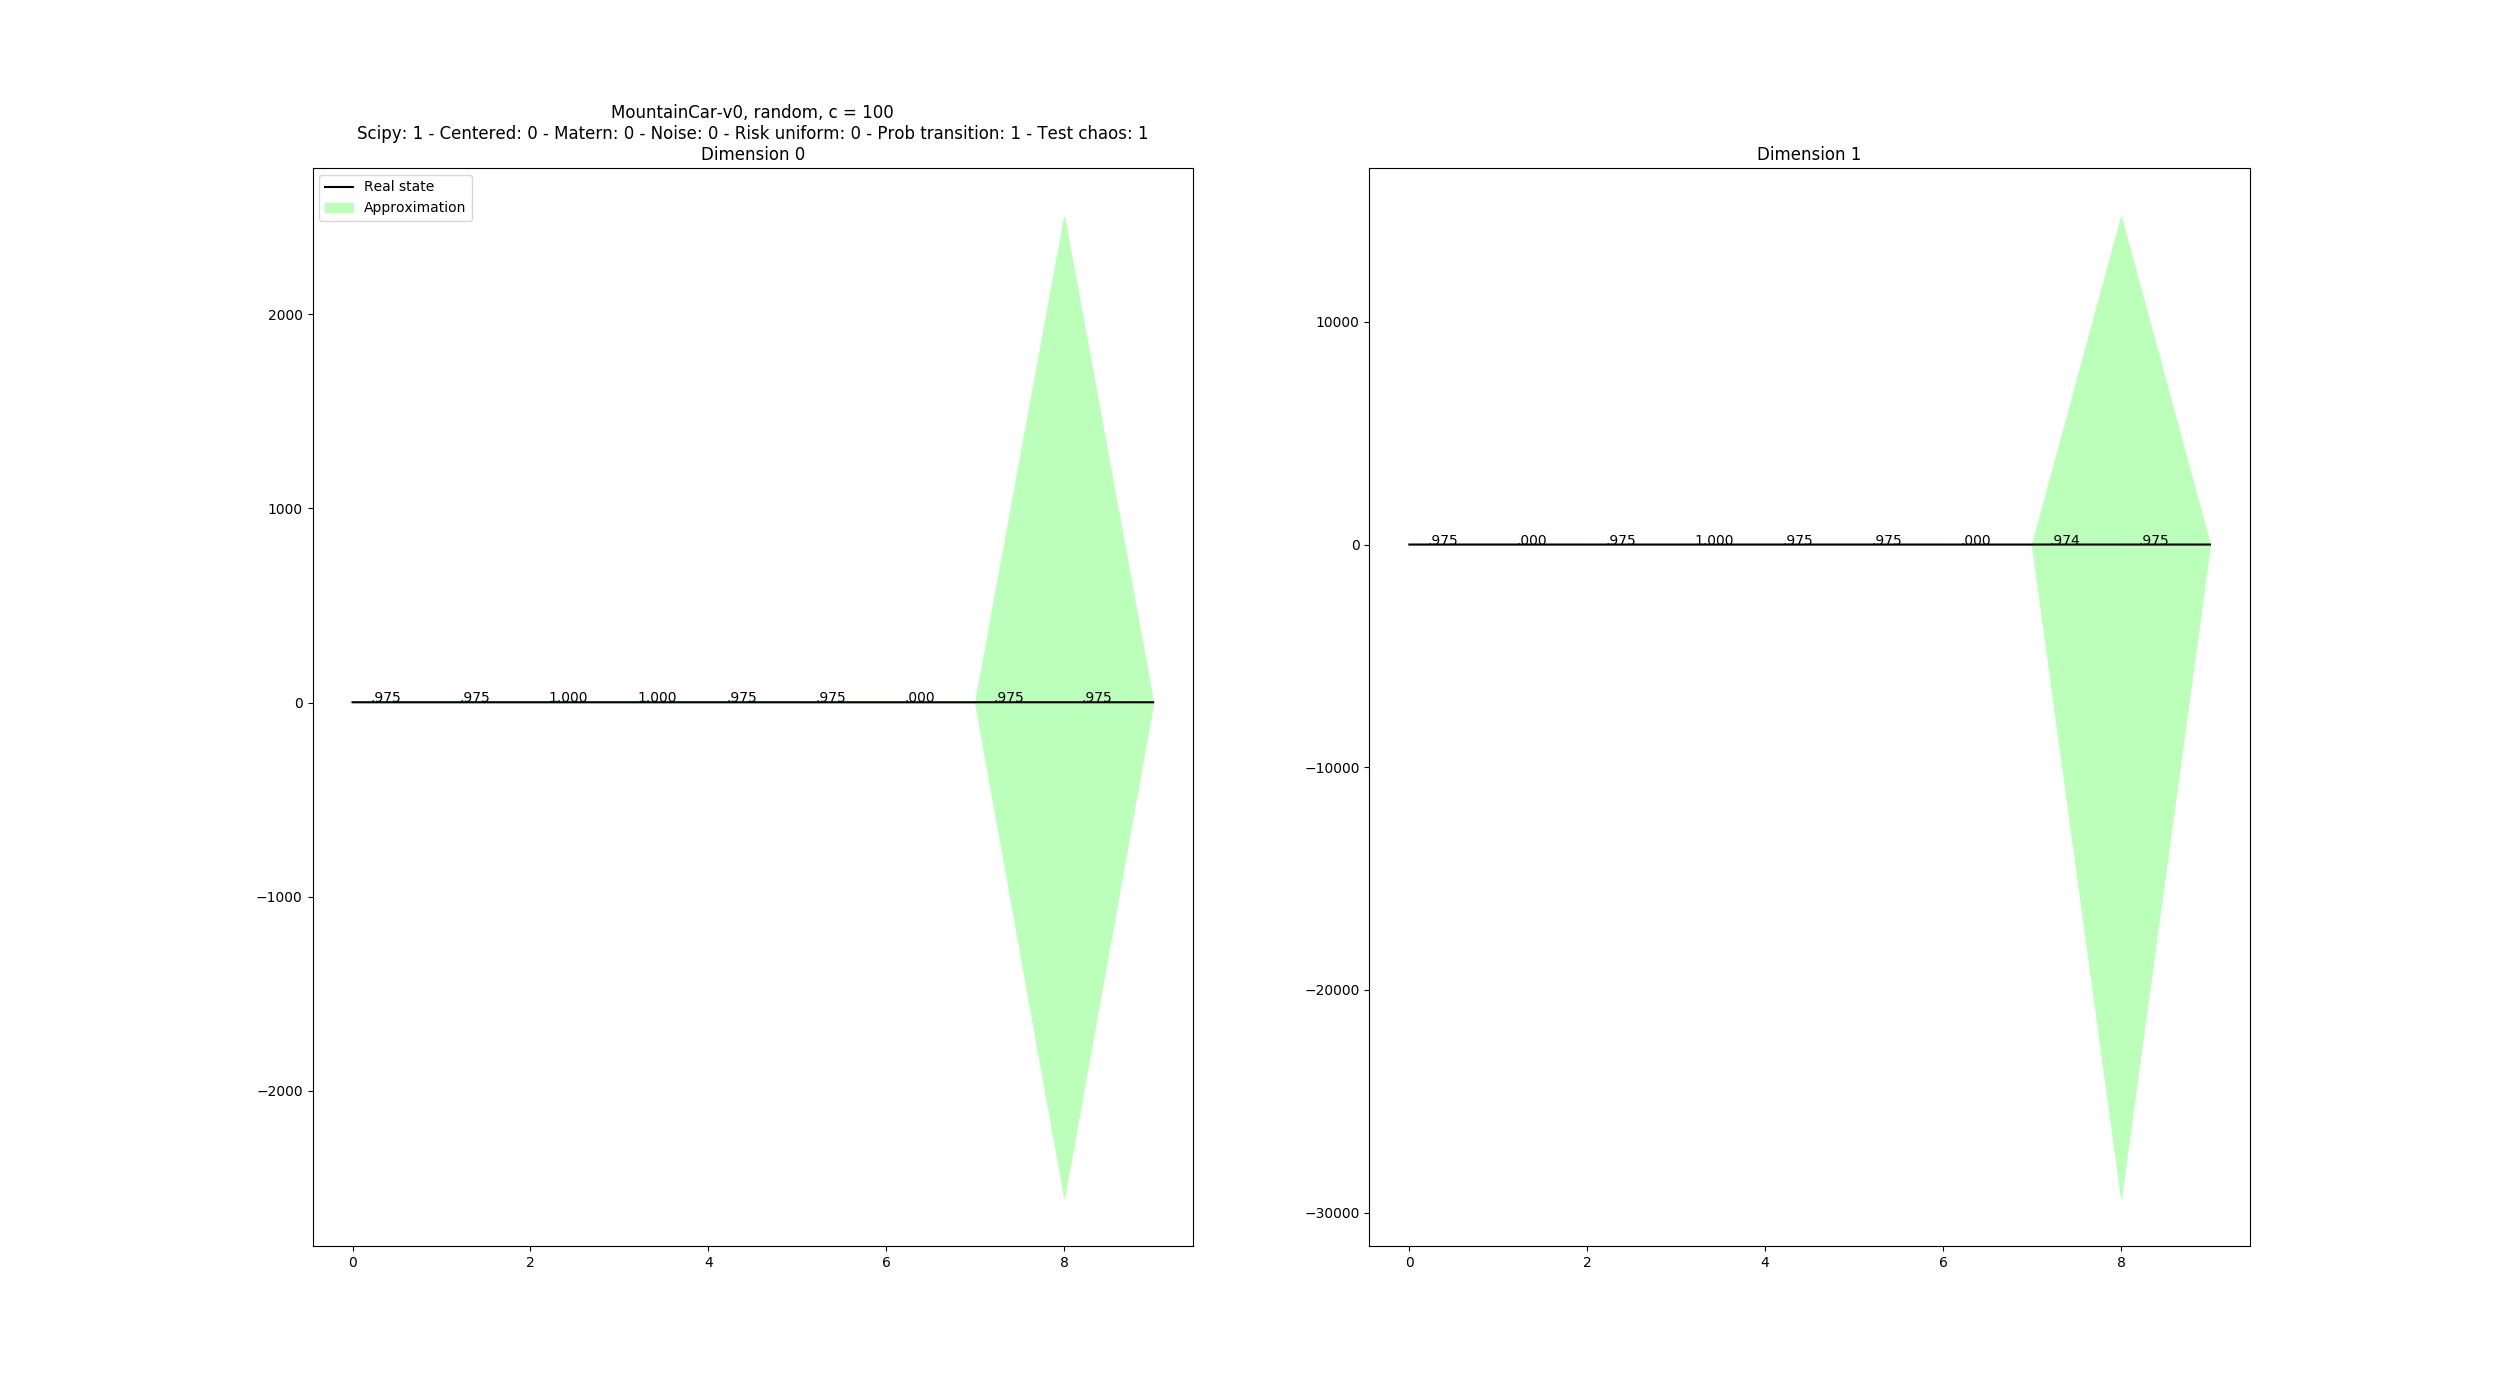 MountainCar-v0, random, c = 100
Scipy: 1 - Centered: 0 - Matern: 0 - Noise: 0 - Risk uniform: 0 - Prob transition: 1 - Test chaos: 1
Dimension 0
Real state
Approximation
2000
1000
0
−1000
−2000
.975 .975 1.000 1.000 .975 .975 .000 .975 .975
0 2 4 6 8
Dimension 1
10000
0
−10000
−20000
−30000
.975 .000 .975 1.000 .975 .975 .000 .974 .975
0 2 4 6 8